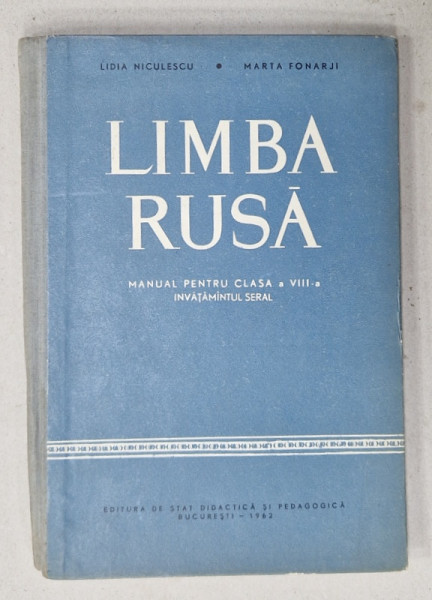 LIDIA NICULESCU • MARTA FONARJI
LIMBA
RUSĂ
MANUAL PENTRU CLASA a VIII-a
INVĂȚĂMÎNTUL SERAL
EDITURA DE STAT DIDACTICĂ ȘI PEDAGOGICĂ
BUCUREȘTI – 1962